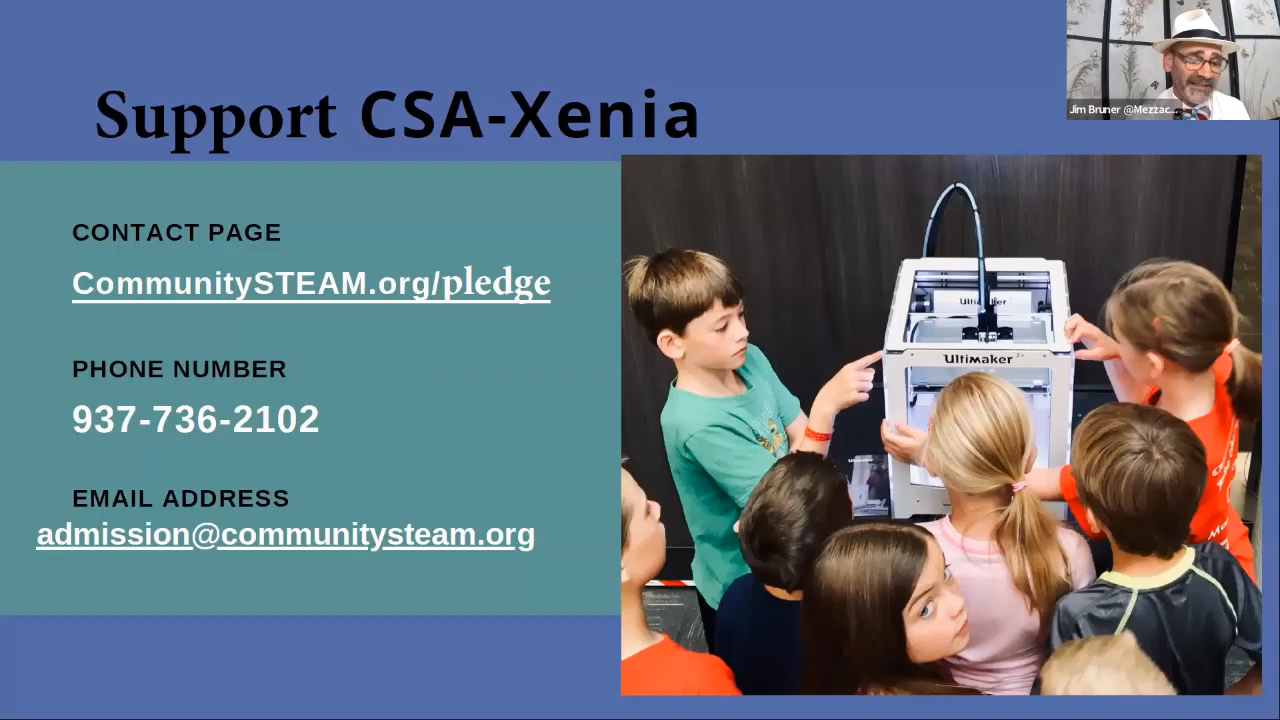 Support CSA-Xenia
Jim Bruner @Mezzac...
CONTACT PAGE
CommunitySTEAM.org/pledge
PHONE NUMBER
937-736-2102
EMAIL ADDRESS
admission@communitysteam.org
Ultimaker